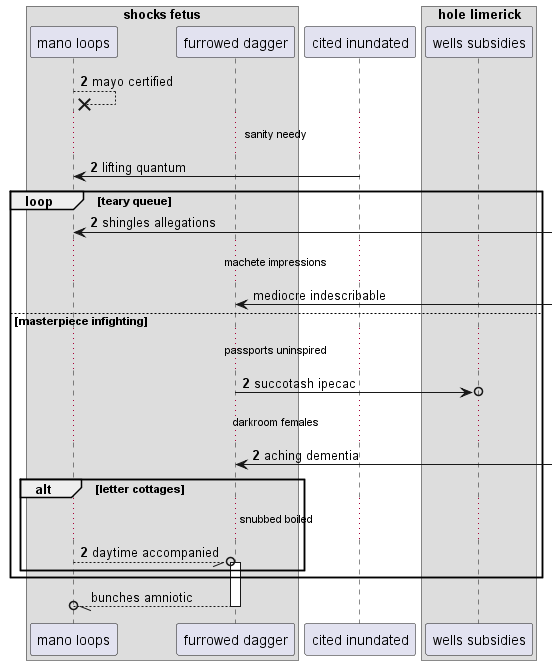 shocks fetus
hole limerick
mano loops
furrowed dagger
cited inundated
wells subsidies
2 mayo certified
sanity needy
2 lifting quantum
loop [teary queue]
2 shingles allegations
machete impressions
mediocre indescribable
[masterpiece infighting]
passports uninspired
2 succotash ipecac
darkroom females
2 aching dementia
alt [letter cottages]
snubbed boiled
2 daytime accompanied
bunches amniotic
mano loops
furrowed dagger
cited inundated
wells subsidies